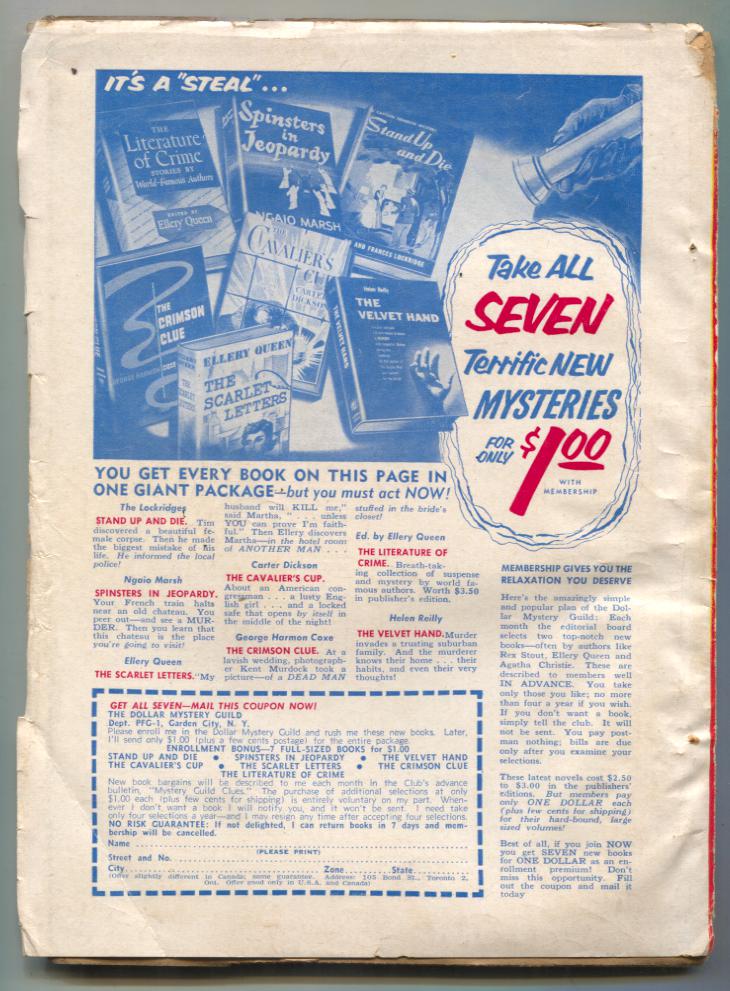 IT'S A "STEAL"...
THE
Literature
of Crime
STORIES BY
World-Famous Authors
EDITED BY
Ellery Queen
Spinsters
in
Jeopardy
NGAIO MARSH
Stand Up
and Die
AND FRANCES LOCKRIDGE
THE
CRIMSON
CLUE
THE
CAVALIER'S
CUP
CARTER
DICKSON
ELLERY QUEEN
THE
SCARLET
LETTERS
Helen Reilly
THE
VELVET HAND
THE VELVET HAND
Take ALL
SEVEN
Terrific NEW
MYSTERIES
FOR ONLY $1.00
WITH
MEMBERSHIP
YOU GET EVERY BOOK ON THIS PAGE IN
ONE GIANT PACKAGE—but you must act NOW!
The Lockridges
STAND UP AND DIE. Tim
discovered a beautiful fe-
male corpse. Then he made
the biggest mistake of his
life. He informed the local
police!
Ngaio Marsh
SPINSTERS IN JEOPARDY.
Your French train halts
near an old chateau. You
peer out—and see a MUR-
DER. Then you learn that
this chateau is the place
you're going to visit!
Ellery Queen
THE SCARLET LETTERS. "My
husband will KILL me,"
said Martha, ". . . unless
YOU can prove I'm faith-
ful." Then Ellery discovers
Martha—in the hotel room
of ANOTHER MAN . . .
Carter Dickson
THE CAVALIER'S CUP.
About an American con-
gressman . . . a lusty Eng-
lish girl . . . and a locked
safe that opens by itself in
the middle of the night!
George Harmon Coxe
THE CRIMSON CLUE. At a
lavish wedding, photograph-
er Kent Murdock took a
picture—of a DEAD MAN
stuffed in the bride's
closet!
Ed. by Ellery Queen
THE LITERATURE OF
CRIME. Breath-tak-
ing collection of suspense
and mystery by world fa-
mous authors. Worth $3.50
in publisher's edition.
Helen Reilly
THE VELVET HAND. Murder
invades a trusting suburban
family. And the murderer
knows their home . . . their
habits, and even their very
thoughts!
MEMBERSHIP GIVES YOU THE
RELAXATION YOU DESERVE
Here's the amazingly simple
and popular plan of the Dol-
lar Mystery Guild: Each
month the editorial board
selects two top-notch new
books—often by authors like
Rex Stout, Ellery Queen and
Agatha Christie. These are
described to members well
IN ADVANCE. You take
only those you like; no more
than four a year if you wish.
If you don't want a book,
simply tell the club. It will
not be sent. You pay post-
man nothing; bills are due
only after you examine your
selections.
These latest novels cost $2.50
to $3.00 in the publishers'
editions. But members pay
only ONE DOLLAR each
(plus few cents for shipping)
for their hard-bound, large
sized volumes!
Best of all, if you join NOW
you get SEVEN new books
for ONE DOLLAR as an en-
rollment premium! Don't
miss this opportunity. Fill
out the coupon and mail it
today
GET ALL SEVEN—MAIL THIS COUPON NOW!
THE DOLLAR MYSTERY GUILD
Dept. PFG-1, Garden City, N. Y.
Please enroll me in the Dollar Mystery Guild and rush me these new books. Later,
I'll send only $1.00 (plus a few cents postage) for the entire package.
ENROLLMENT BONUS—7 FULL-SIZED BOOKS for $1.00
STAND UP AND DIE • SPINSTERS IN JEOPARDY • THE VELVET HAND
THE CAVALIER'S CUP • THE SCARLET LETTERS • THE CRIMSON CLUE
THE LITERATURE OF CRIME
New book bargains will be described to me each month in the Club's advance
bulletin, "Mystery Guild Clues." The purchase of additional selections at only
$1.00 each (plus few cents for shipping) is entirely voluntary on my part. When-
ever I don't want a book I will notify you, and it won't be sent. I need take
only four selections a year—and I may resign any time after accepting four selections.
NO RISK GUARANTEE: If not delighted, I can return books in 7 days and mem-
bership will be cancelled.
Name
(PLEASE PRINT)
Street and No.
City Zone State
(Offer slightly different in Canada; same guarantee. Address: 105 Bond St., Toronto 2,
Ont. Offer good only in U.S.A. and Canada)